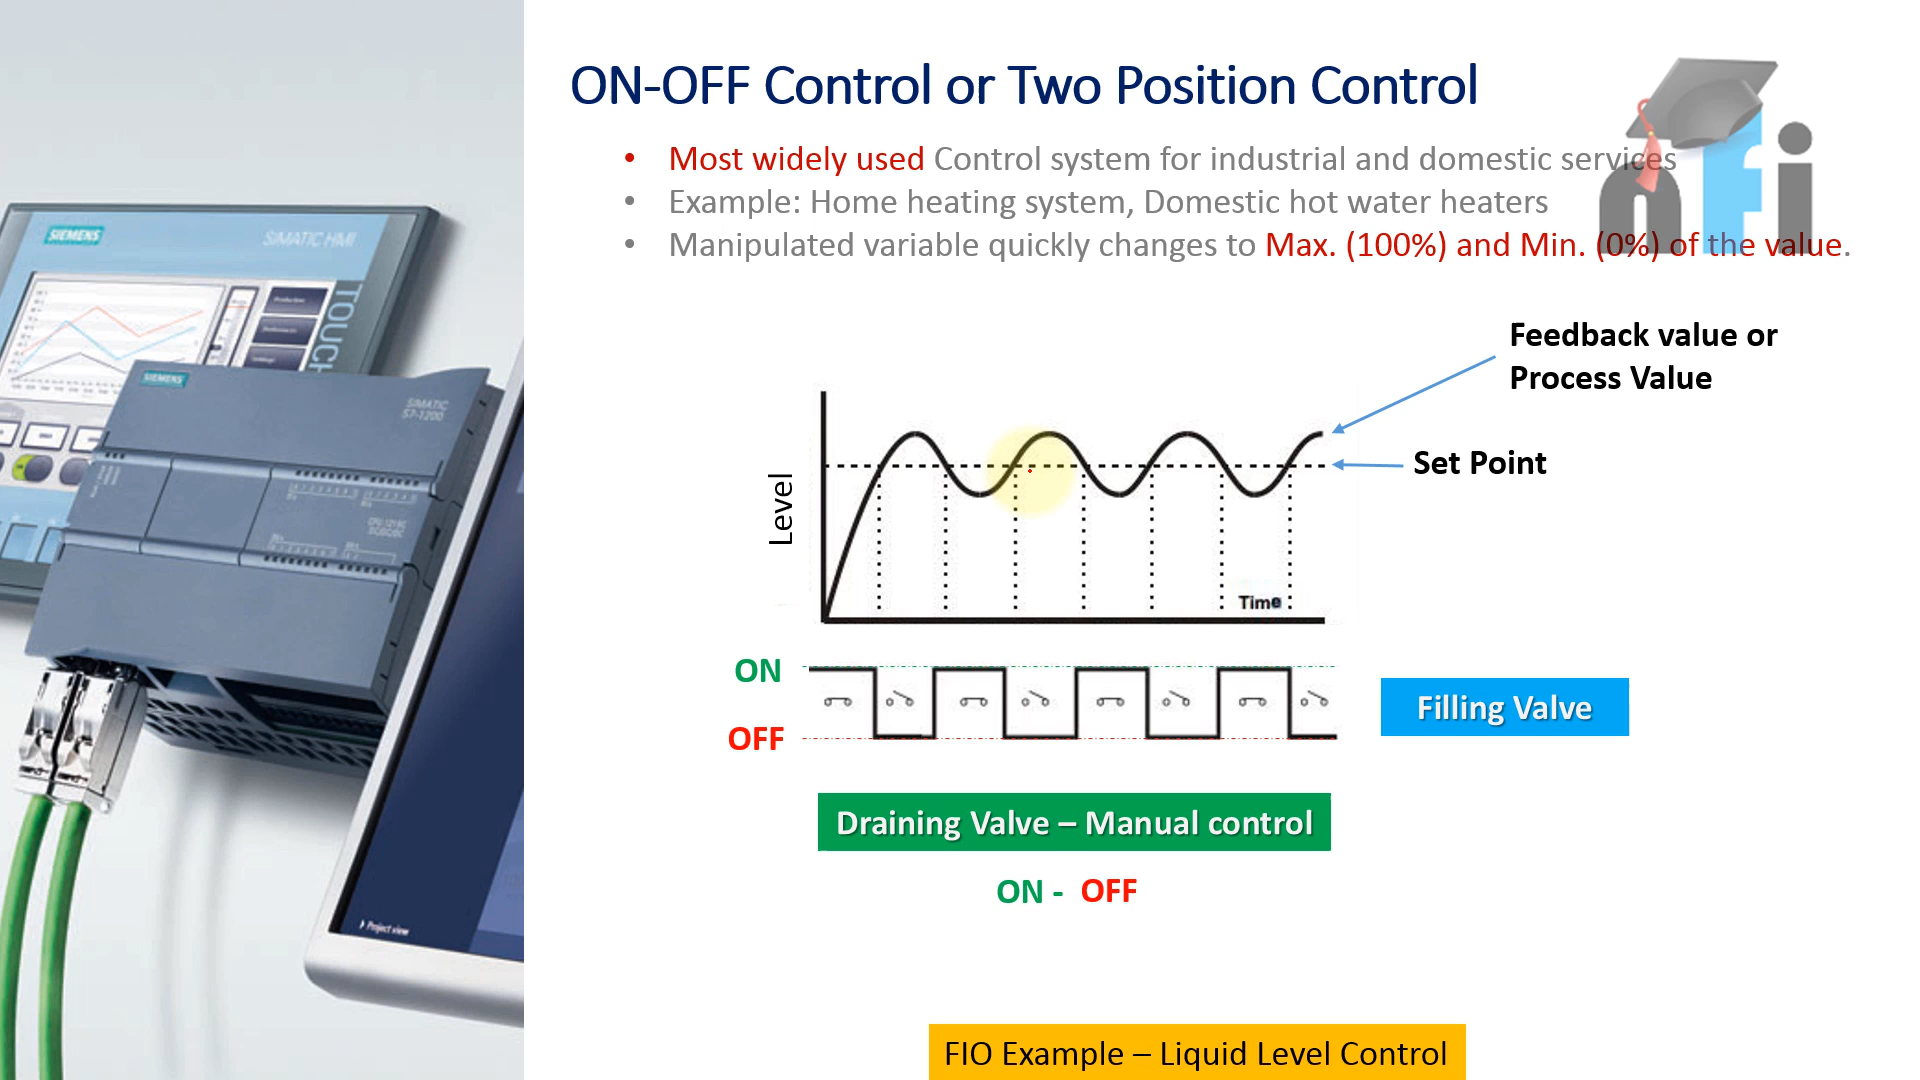 ON-OFF Control or Two Position Control
• Most widely used Control system for industrial and domestic services
• Example: Home heating system, Domestic hot water heaters
• Manipulated variable quickly changes to Max. (100%) and Min. (0%) of the value.
nfi
Feedback value or
Process Value
Set Point
Level
Time
ON
OFF
Filling Valve
Draining Valve – Manual control
ON - OFF
FIO Example – Liquid Level Control
SIEMENS
SIMATIC HMI
TOUCH
SIEMENS
SIMATIC
S7-1200
Project view